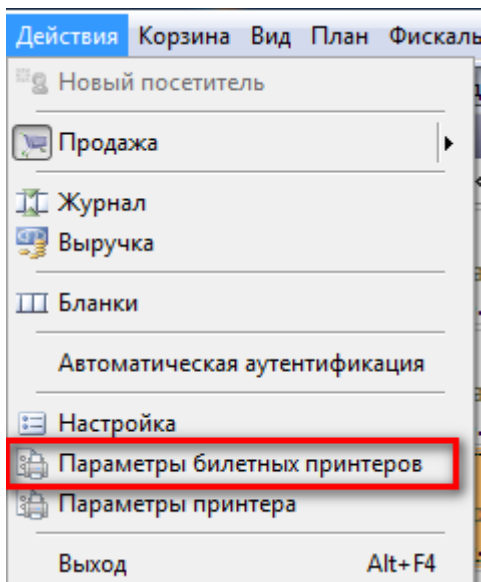 Действия Корзина Вид План Фискаль
Новый посетитель
Продажа
Журнал
Выручка
Бланки
Автоматическая аутентификация
Настройка
Параметры билетных принтеров
Параметры принтера
Выход Alt+F4